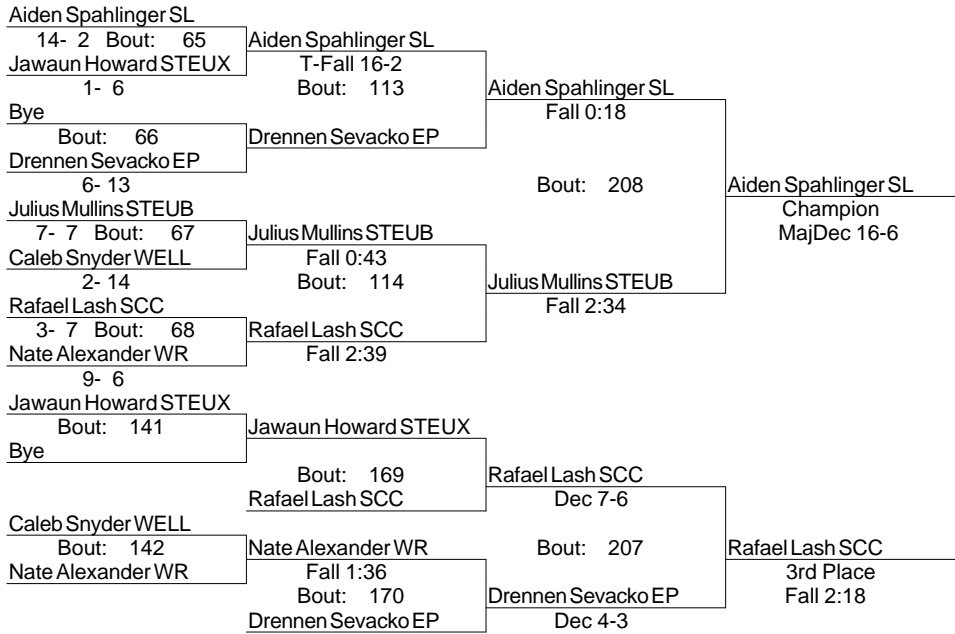 Aiden Spahlinger SL
14- 2 Bout: 65 Aiden Spahlinger SL
Jawaun Howard STEUX T-Fall 16-2
1- 6 Bout: 113 Aiden Spahlinger SL
Bye Fall 0:18
Bout: 66 Drennen Sevacko EP
Drennen Sevacko EP
6- 13 Bout: 208 Aiden Spahlinger SL
Julius Mullins STEUB Champion
7- 7 Bout: 67 Julius Mullins STEUB MajDec 16-6
Caleb Snyder WELL Fall 0:43
2- 14 Bout: 114 Julius Mullins STEUB
Rafael Lash SCC Fall 2:34
3- 7 Bout: 68 Rafael Lash SCC
Nate Alexander WR Fall 2:39
9- 6
Jawaun Howard STEUX
Bout: 141 Jawaun Howard STEUX
Bye
Bout: 169 Rafael Lash SCC
Rafael Lash SCC Dec 7-6
Caleb Snyder WELL
Bout: 142 Nate Alexander WR Bout: 207 Rafael Lash SCC
Nate Alexander WR Fall 1:36 3rd Place
Bout: 170 Drennen Sevacko EP Fall 2:18
Drennen Sevacko EP Dec 4-3